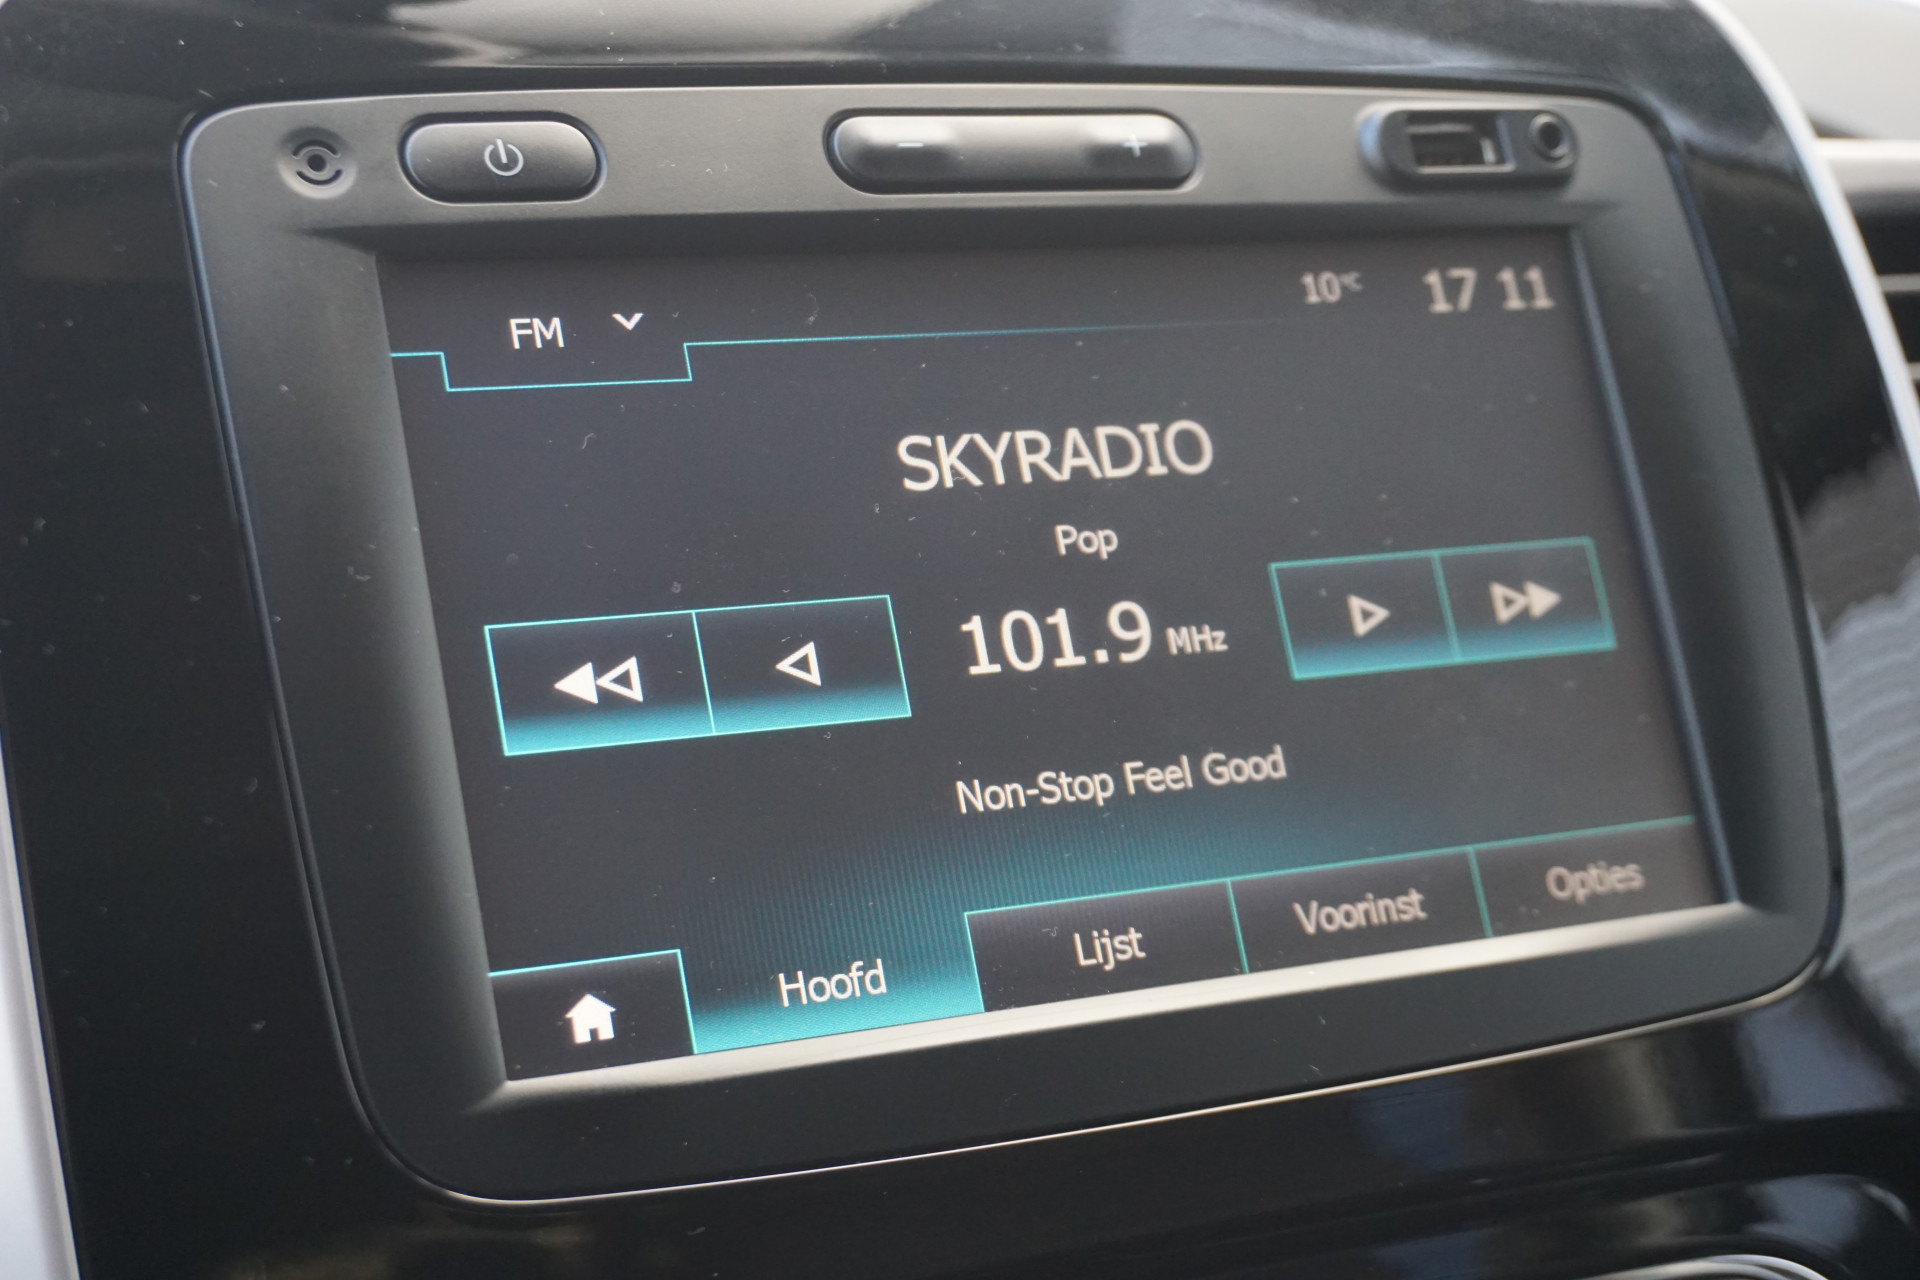 FM
10°C 17 11
SKYRADIO
Pop
101.9 MHz
Non-Stop Feel Good
Hoofd
Lijst
Voorinst
Opties